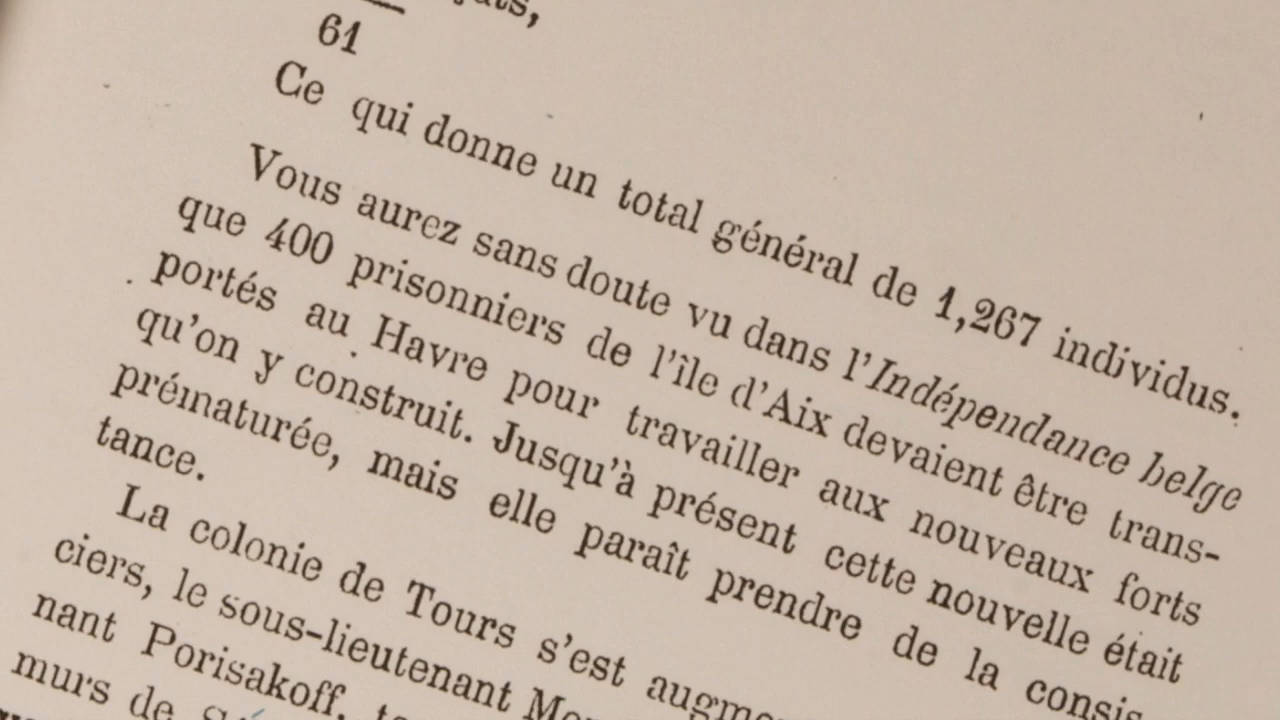 61
Ce qui donne un total général de 1,267 individus.
Vous aurez sans doute vu dans l'Indépendance belge
que 400 prisonniers de l'île d'Aix devaient être trans-
portés au Havre pour travailler aux nouveaux forts
qu'on y construit. Jusqu'à présent cette nouvelle était
prématurée, mais elle paraît prendre de la consis
tance.
La colonie de Tours s'est
ciers, le sous-lieutenant
nant Porisakoff,
murs de